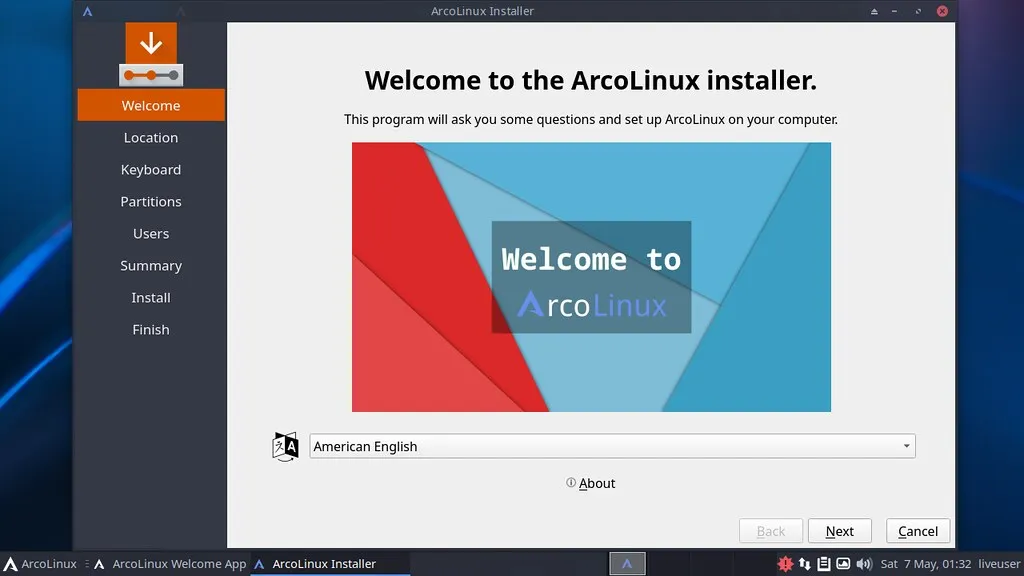 ArcoLinux Installer
Welcome
Location
Keyboard
Partitions
Users
Summary
Install
Finish
Welcome to the ArcoLinux installer.
This program will ask you some questions and set up ArcoLinux on your computer.
Welcome to
ArcoLinux
American English
About
Back Next Cancel
ArcoLinux ArcoLinux Welcome App ArcoLinux Installer Sat 7 May, 01:32 liveuser